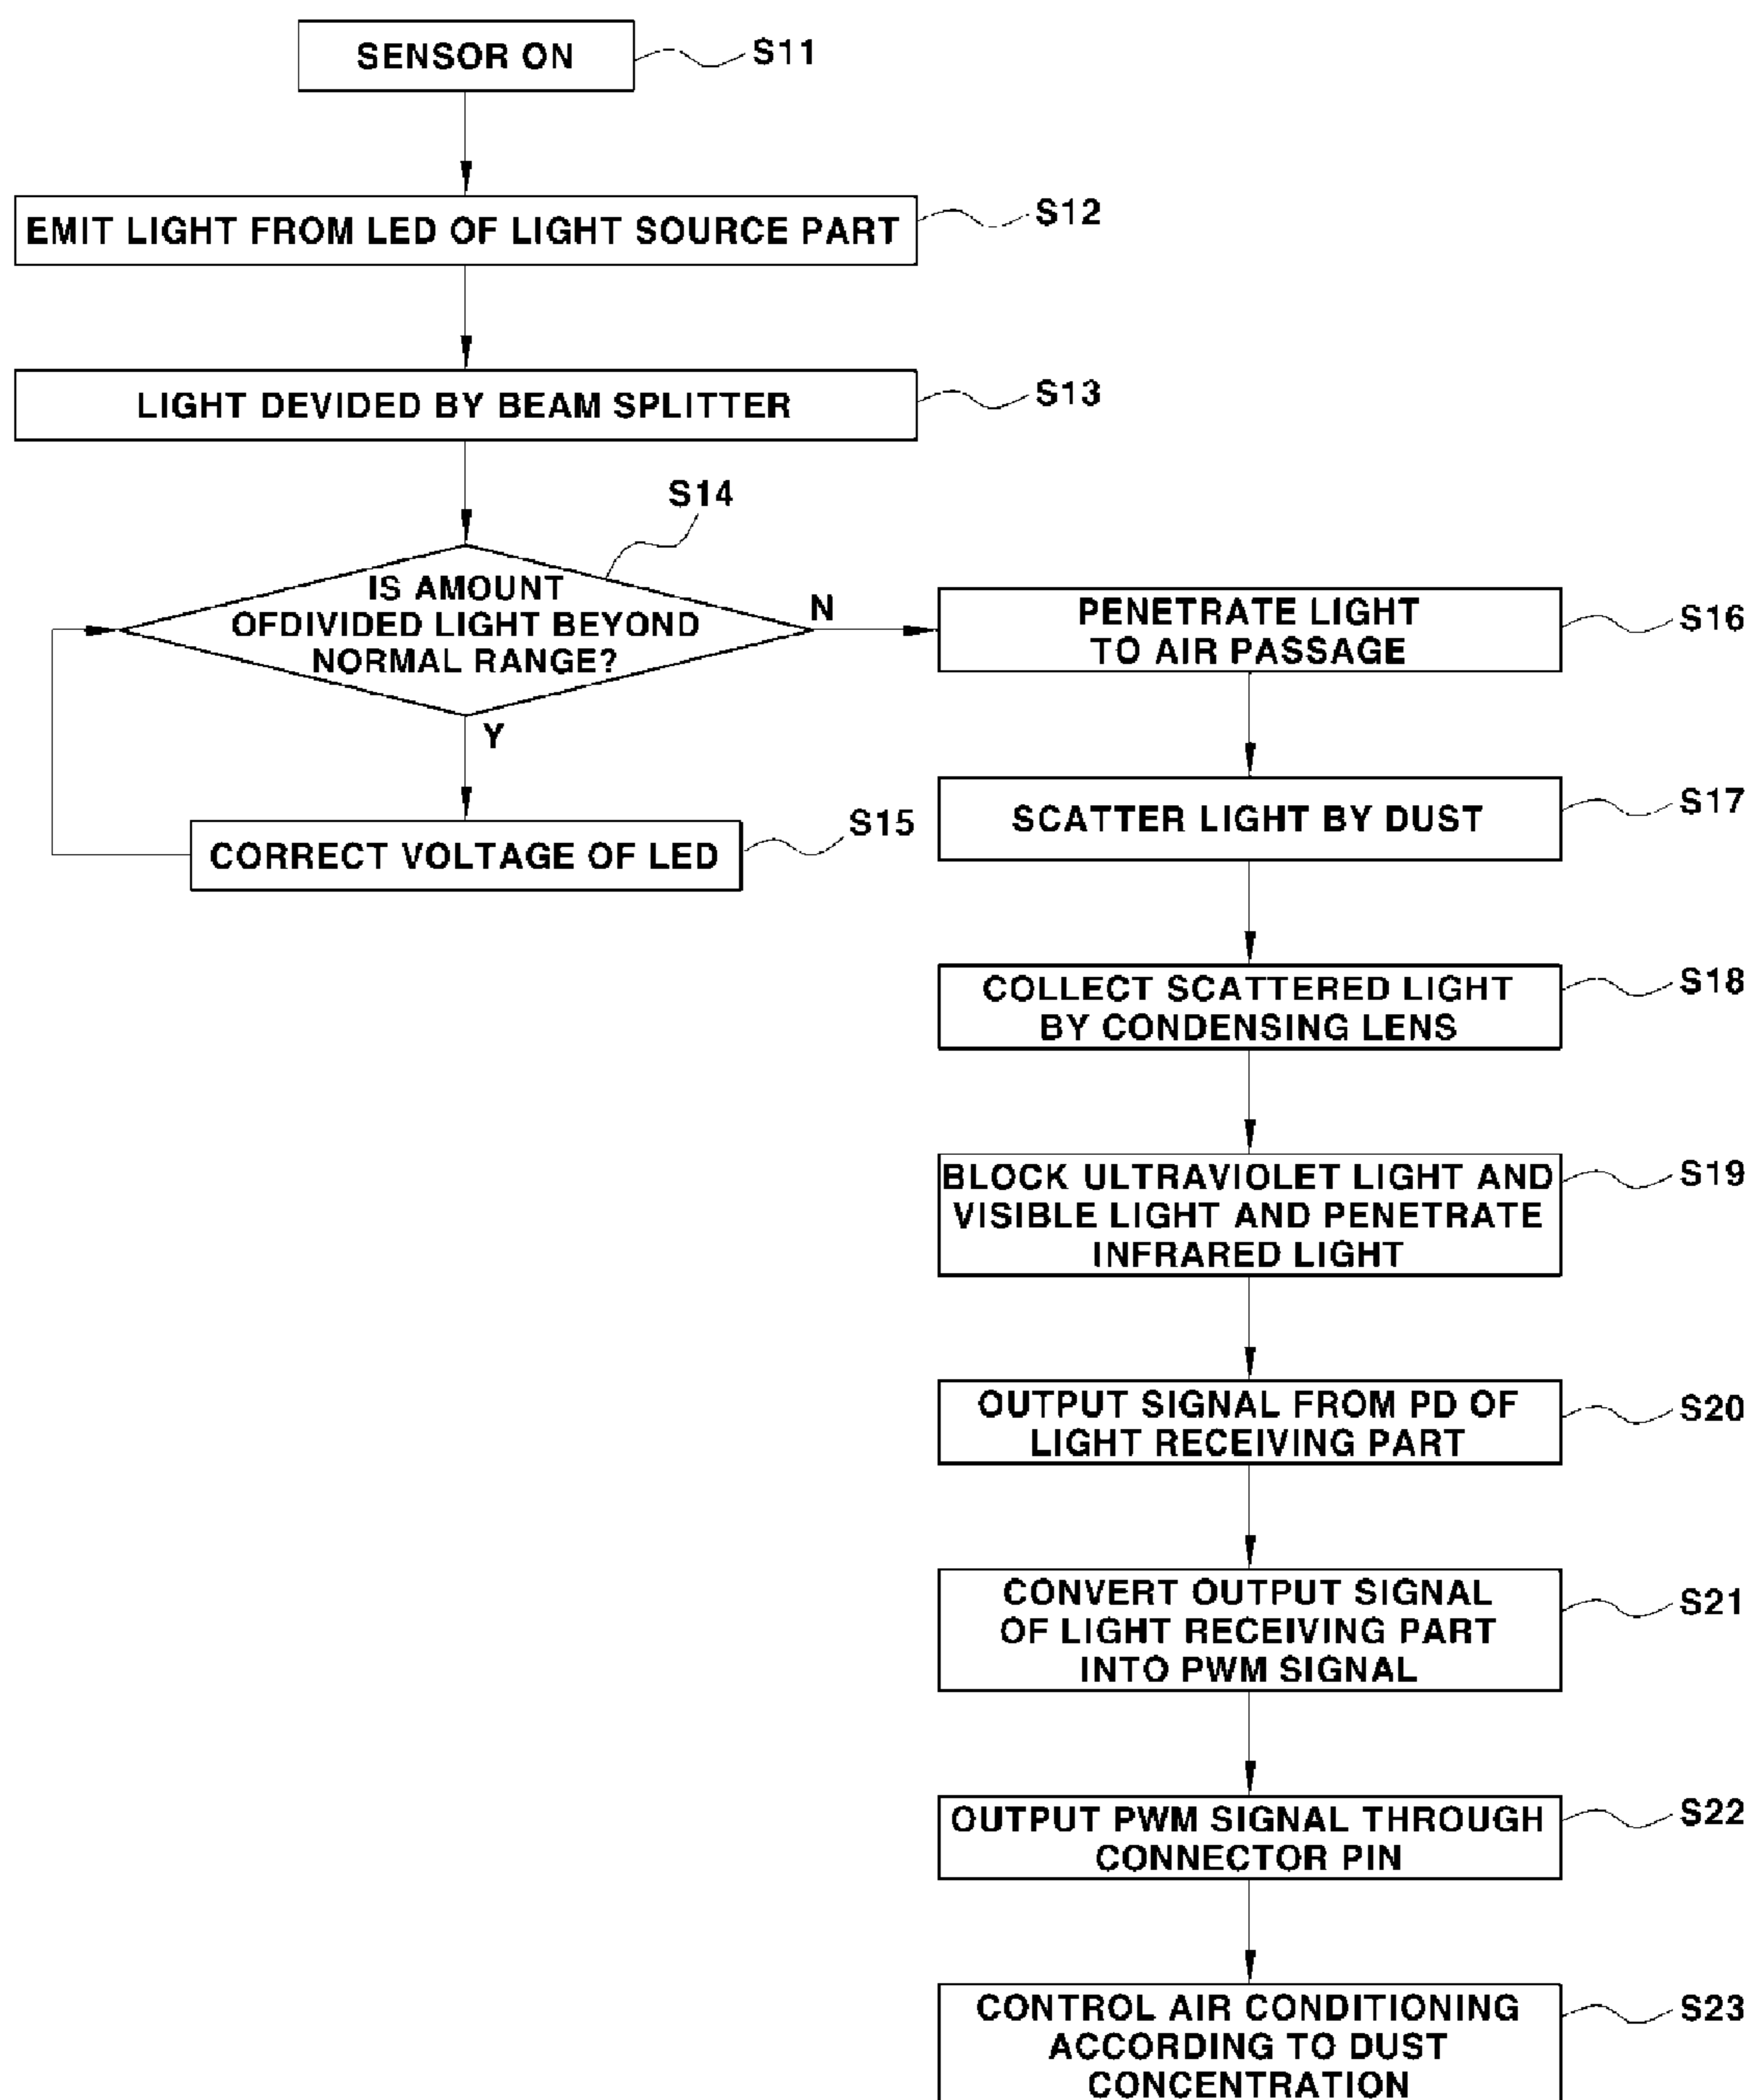 SENSOR ON
S11
EMIT LIGHT FROM LED OF LIGHT SOURCE PART
S12
LIGHT DEVIDED BY BEAM SPLITTER
S13
S14
IS AMOUNT
OFDIVIDED LIGHT BEYOND
NORMAL RANGE?
N
Y
CORRECT VOLTAGE OF LED
S15
PENETRATE LIGHT
TO AIR PASSAGE
S16
SCATTER LIGHT BY DUST
S17
COLLECT SCATTERED LIGHT
BY CONDENSING LENS
S18
BLOCK ULTRAVIOLET LIGHT AND
VISIBLE LIGHT AND PENETRATE
INFRARED LIGHT
S19
OUTPUT SIGNAL FROM PD OF
LIGHT RECEIVING PART
S20
CONVERT OUTPUT SIGNAL
OF LIGHT RECEIVING PART
INTO PWM SIGNAL
S21
OUTPUT PWM SIGNAL THROUGH
CONNECTOR PIN
S22
CONTROL AIR CONDITIONING
ACCORDING TO DUST
CONCENTRATION
S23